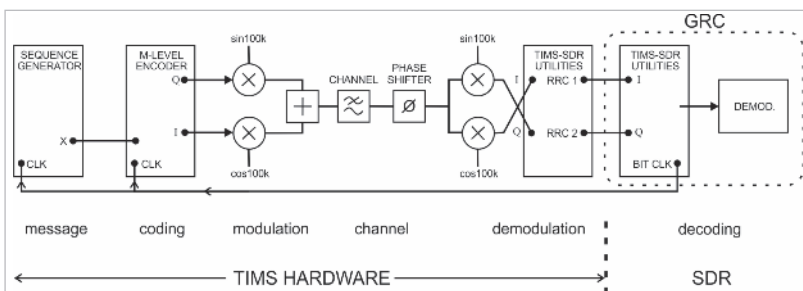 GRC
sin100k
sin100k
SEQUENCE
GENERATOR
X
CLK
M-LEVEL
ENCODER
Q
I
CLK
CHANNEL
PHASE
SHIFTER
Ø
cos100k
cos100k
TIMS-SDR
UTILITIES
I
RRC 1
Q
RRC 2
TIMS-SDR
UTILITIES
I
Q
BIT CLK
DEMOD.
message
coding
modulation
channel
demodulation
decoding
TIMS HARDWARE
SDR